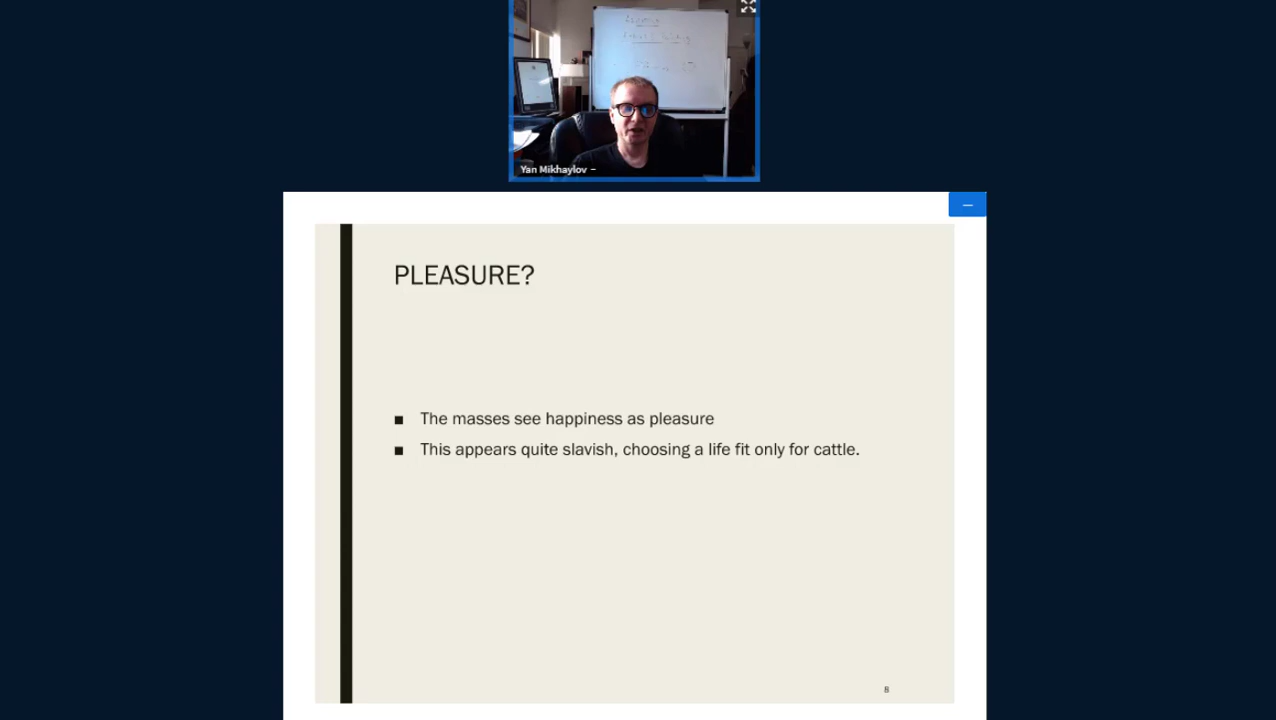 Yan Mikhaylov
PLEASURE?
■ The masses see happiness as pleasure
■ This appears quite slavish, choosing a life fit only for cattle.
8